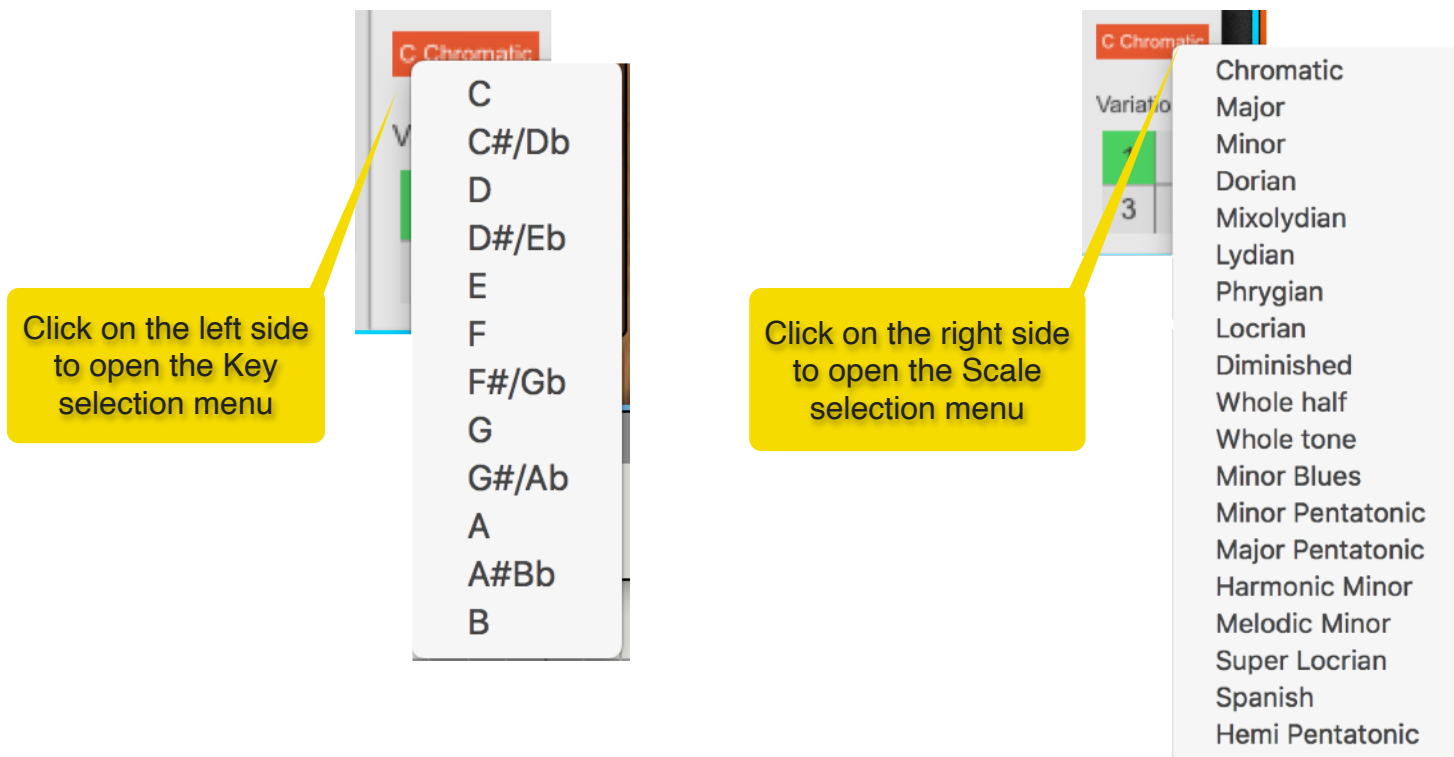 C Chromatic
C
C#/Db
D
D#/Eb
E
F
F#/Gb
G
G#/Ab
A
A#Bb
B
Click on the left side
to open the Key
selection menu
C Chromatic
Variatio
1
3
Chromatic
Major
Minor
Dorian
Mixolydian
Lydian
Phrygian
Locrian
Diminished
Whole half
Whole tone
Minor Blues
Minor Pentatonic
Major Pentatonic
Harmonic Minor
Melodic Minor
Super Locrian
Spanish
Hemi Pentatonic
Click on the right side
to open the Scale
selection menu